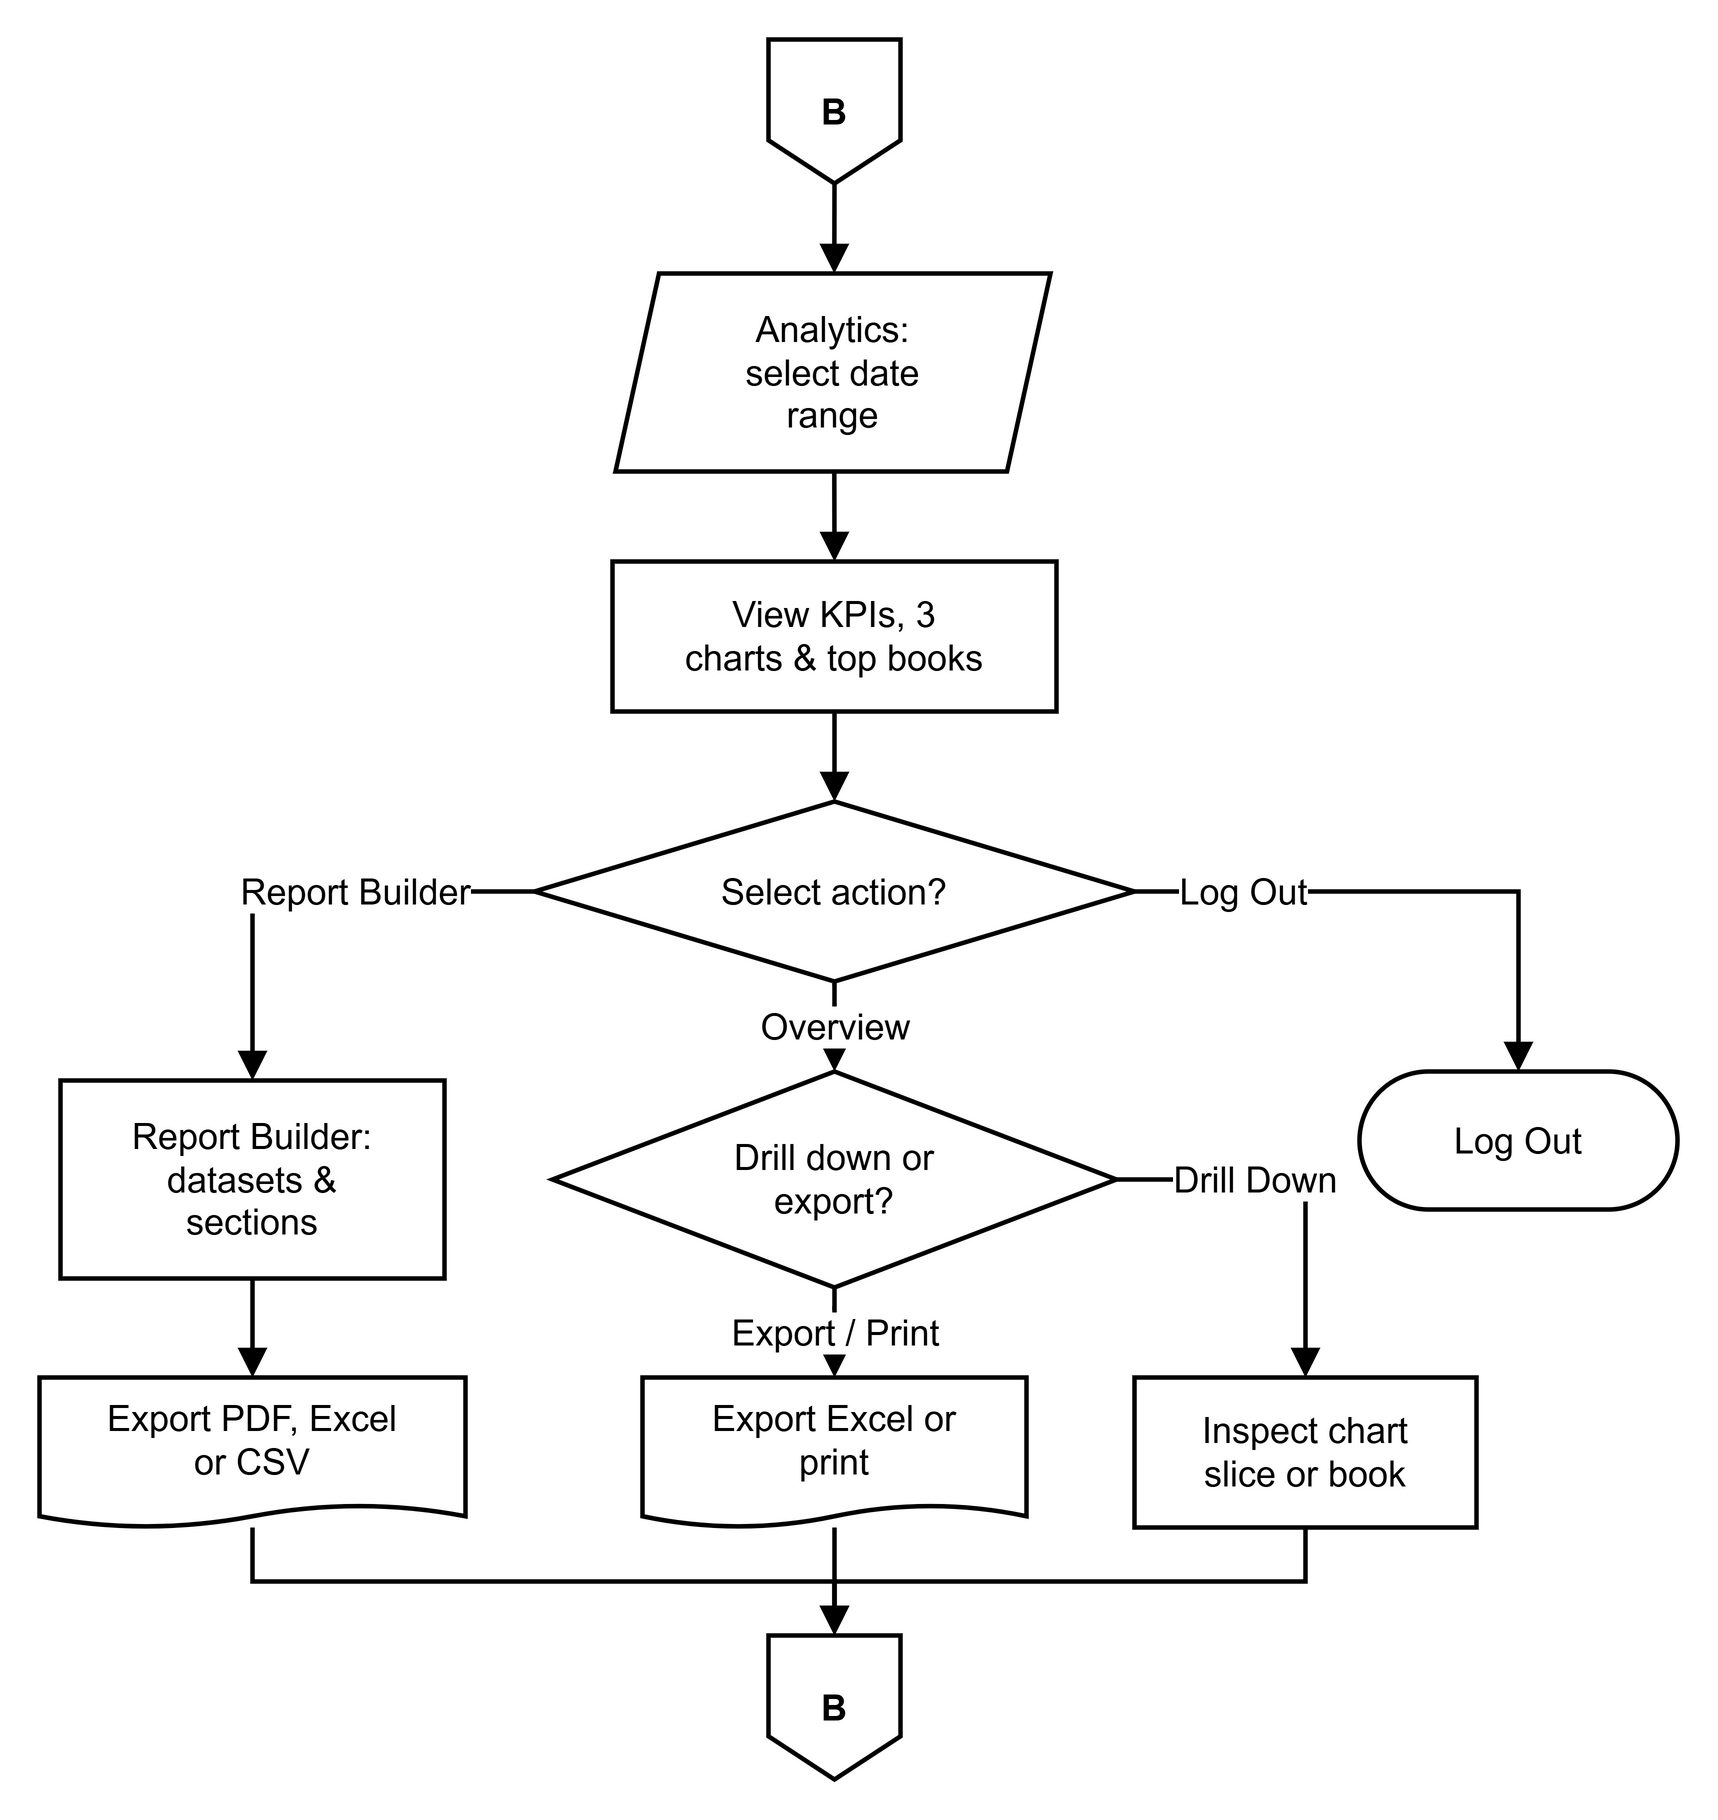 B
Analytics:
select date
range
View KPIs, 3
charts & top books
Select action?
Report Builder
Log Out
Overview
Report Builder:
datasets &
sections
Drill down or
export?
Drill Down
Log Out
Export / Print
Export PDF, Excel
or CSV
Export Excel or
print
Inspect chart
slice or book
B